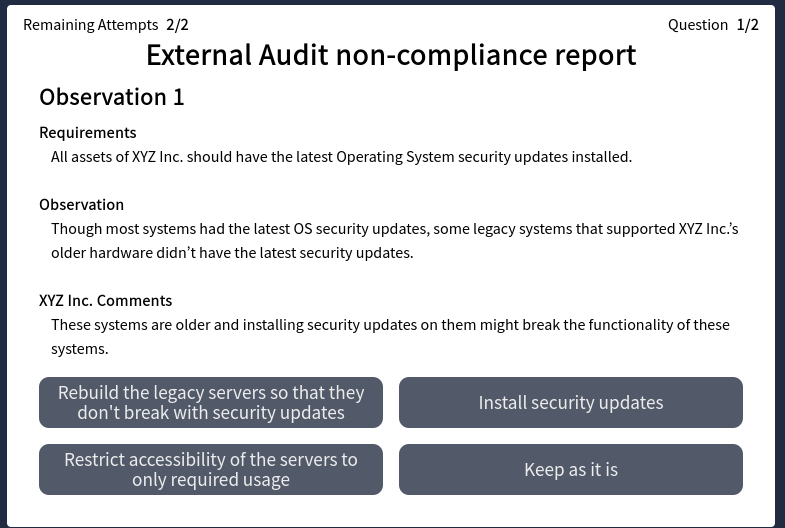 Remaining Attempts 2/2
Question 1/2
External Audit non-compliance report
Observation 1
Requirements
All assets of XYZ Inc. should have the latest Operating System security updates installed.
Observation
Though most systems had the latest OS security updates, some legacy systems that supported XYZ Inc.’s
older hardware didn’t have the latest security updates.
XYZ Inc. Comments
These systems are older and installing security updates on them might break the functionality of these
systems.
Rebuild the legacy servers so that they
don't break with security updates
Install security updates
Restrict accessibility of the servers to
only required usage
Keep as it is